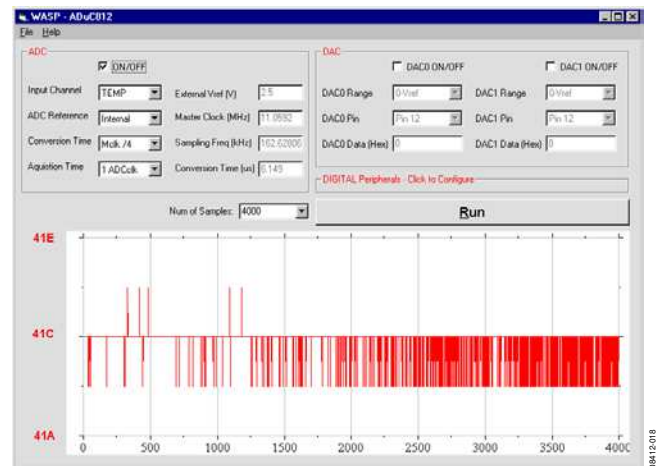 WASP - ADuC812
File Help
ADC
ON/OFF
Input Channel TEMP External Vref (V) 2.5
ADC Reference Internal Master Clock (MHz) 11.0592
Conversion Time Mclk /4 Sampling Freq (kHz) 162.62006
Aquistion Time 1 ADCclk Conversion Time (us) 6.149
DAC
DAC0 ON/OFF DAC1 ON/OFF
DAC0 Range 0-Vref DAC1 Range 0-Vref
DAC0 Pin Pin 12 DAC1 Pin Pin 12
DAC0 Data (Hex) 0 DAC1 Data (Hex) 0
DIGITAL Peripherals - Click to Configure
Num of Samples: 4000
Run
41E
41C
41A
0 500 1000 1500 2000 2500 3000 3500 4000
8412-018